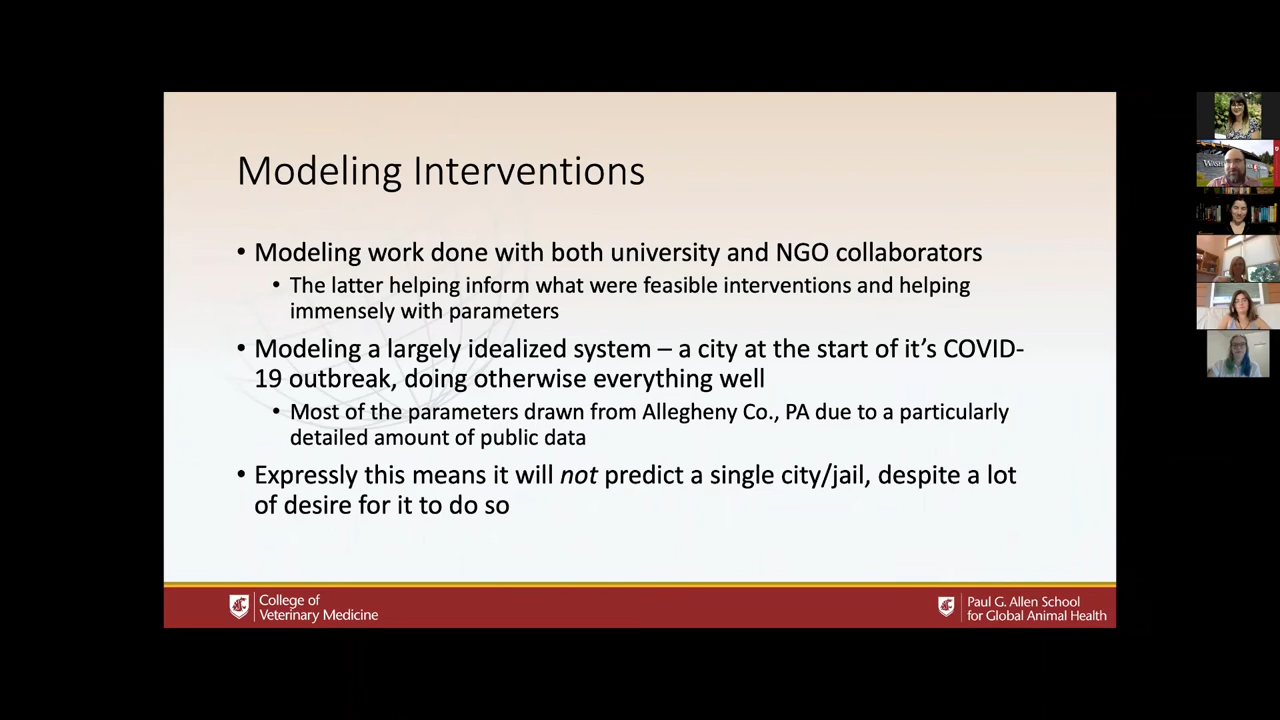 Modeling Interventions
• Modeling work done with both university and NGO collaborators
• The latter helping inform what were feasible interventions and helping
immensely with parameters
• Modeling a largely idealized system – a city at the start of it's COVID-
19 outbreak, doing otherwise everything well
• Most of the parameters drawn from Allegheny Co., PA due to a particularly
detailed amount of public data
• Expressly this means it will not predict a single city/jail, despite a lot
of desire for it to do so
College of
Veterinary Medicine
Paul G. Allen School
for Global Animal Health